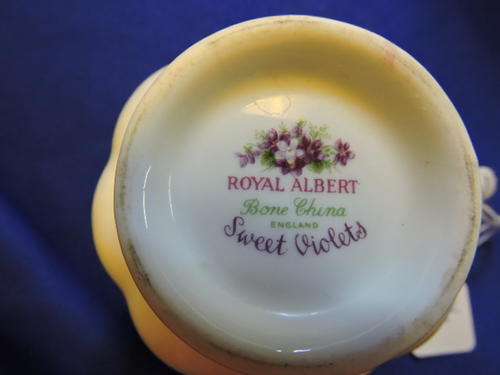 ROYAL ALBERT
Bone China
ENGLAND
Sweet Violets